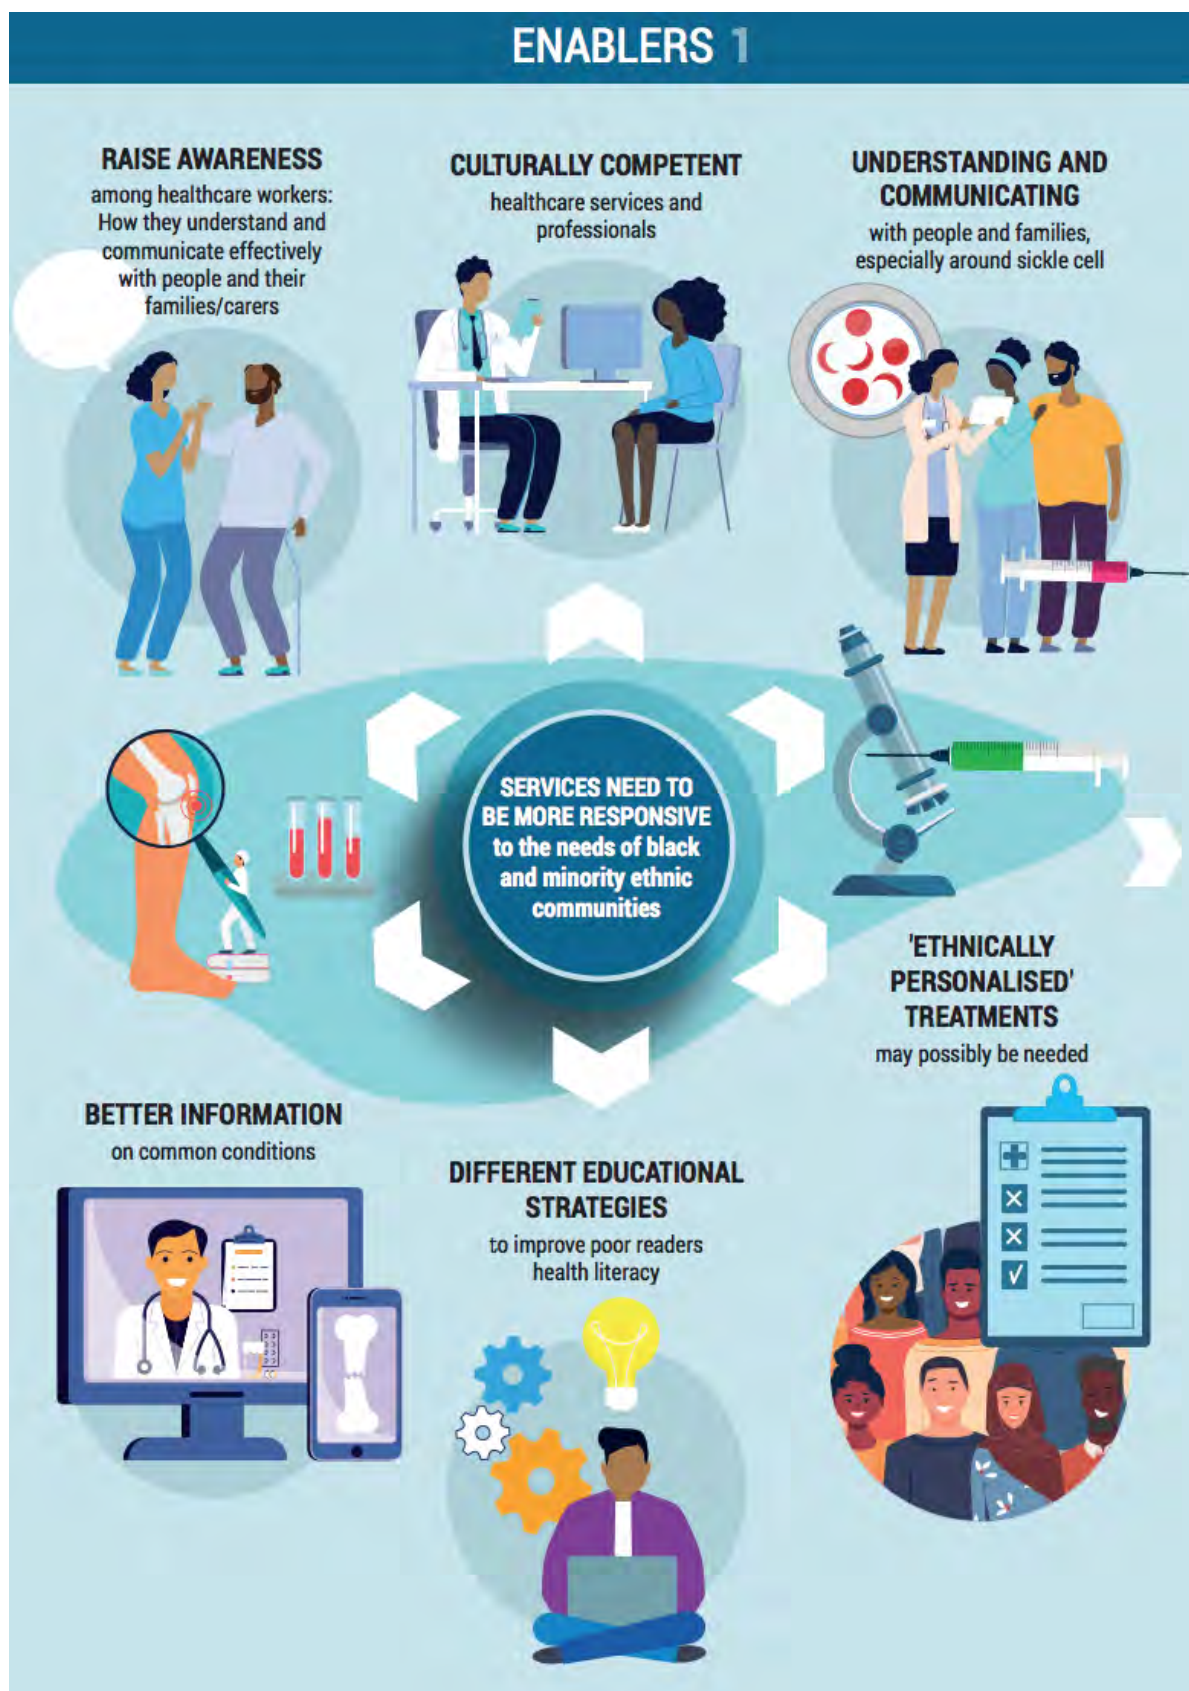 ENABLERS 1
RAISE AWARENESS
among healthcare workers:
How they understand and
communicate effectively
with people and their
families/carers
CULTURALLY COMPETENT
healthcare services and
professionals
UNDERSTANDING AND
COMMUNICATING
with people and families,
especially around sickle cell
SERVICES NEED TO
BE MORE RESPONSIVE
to the needs of black
and minority ethnic
communities
'ETHNICALLY
PERSONALISED'
TREATMENTS
may possibly be needed
BETTER INFORMATION
on common conditions
DIFFERENT EDUCATIONAL
STRATEGIES
to improve poor readers
health literacy